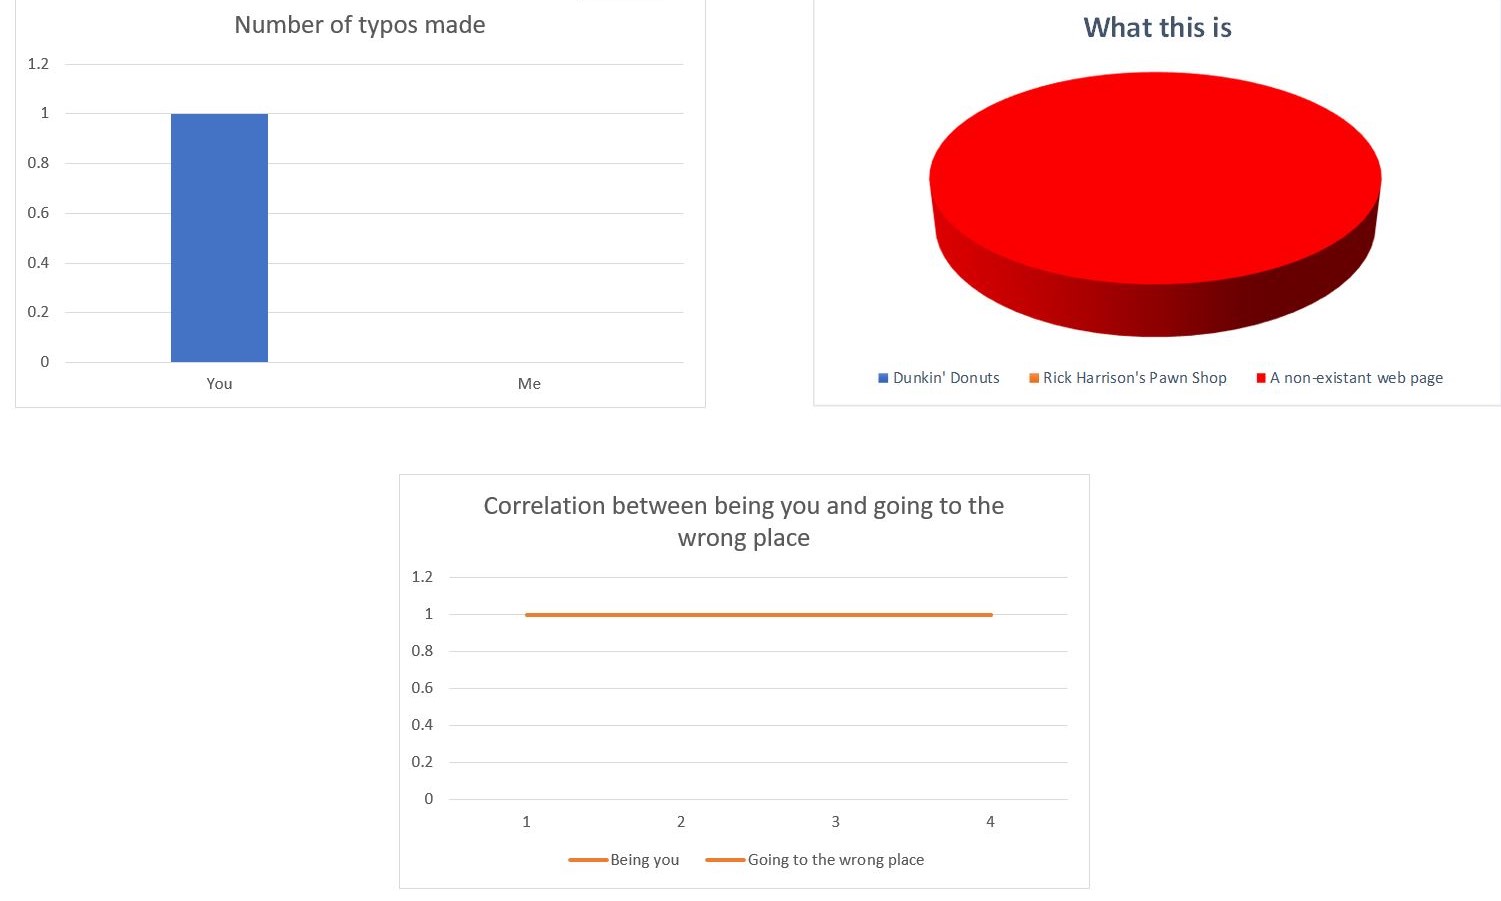 Number of typos made
1.2
1
0.8
0.6
0.4
0.2
0
You Me
What this is
Dunkin' Donuts Rick Harrison's Pawn Shop A non-existant web page
Correlation between being you and going to the
wrong place
1.2
1
0.8
0.6
0.4
0.2
0
1 2 3 4
Being you Going to the wrong place